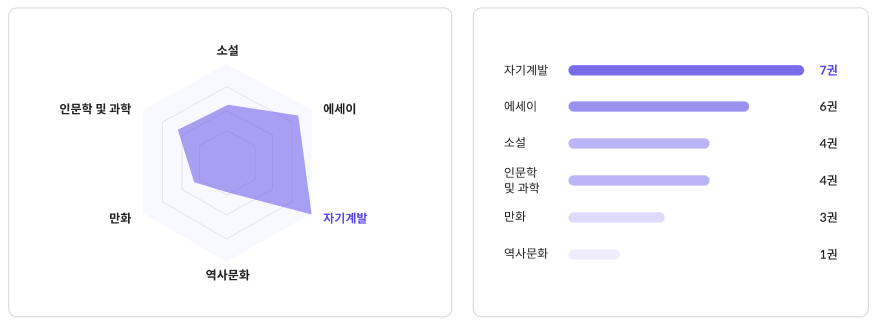 소설
인문학 및 과학
에세이
만화
자기계발
역사문화
자기계발 7권
에세이 6권
소설 4권
인문학
및 과학 4권
만화 3권
역사문화 1권